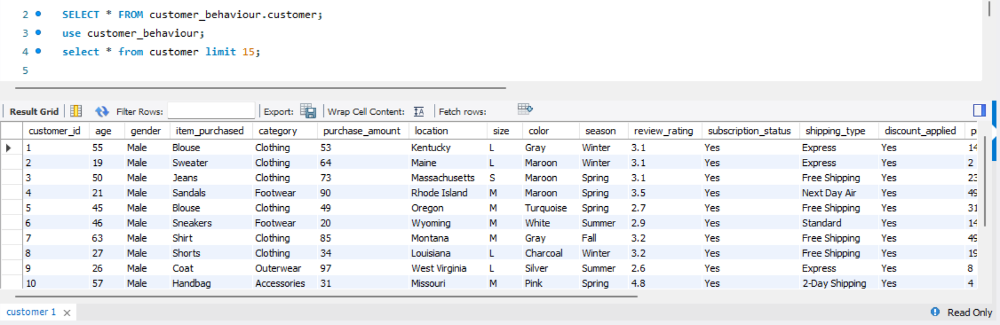 2 SELECT * FROM customer_behaviour.customer;
3 use customer_behaviour;
4 select * from customer limit 15;
5
Result Grid Filter Rows: Export: Wrap Cell Content: Fetch rows:
customer_id age gender item_purchased category purchase_amount location size color season review_rating subscription_status shipping_type discount_applied
1 55 Male Blouse Clothing 53 Kentucky L Gray Winter 3.1 Yes Express Yes 14
2 19 Male Sweater Clothing 64 Maine L Maroon Winter 3.1 Yes Express Yes 2
3 50 Male Jeans Clothing 73 Massachusetts S Maroon Spring 3.1 Yes Free Shipping Yes 23
4 21 Male Sandals Footwear 90 Rhode Island M Maroon Spring 3.5 Yes Next Day Air Yes 49
5 45 Male Blouse Clothing 49 Oregon M Turquoise Spring 2.7 Yes Free Shipping Yes 31
6 46 Male Sneakers Footwear 20 Wyoming M White Summer 2.9 Yes Standard Yes 14
7 63 Male Shirt Clothing 85 Montana M Gray Fall 3.2 Yes Free Shipping Yes 49
8 27 Male Shorts Clothing 34 Louisiana L Charcoal Winter 3.2 Yes Free Shipping Yes 19
9 26 Male Coat Outerwear 97 West Virginia L Silver Summer 2.6 Yes Express Yes 8
10 57 Male Handbag Accessories 31 Missouri M Pink Spring 4.8 Yes 2-Day Shipping Yes 4
customer 1 Read Only